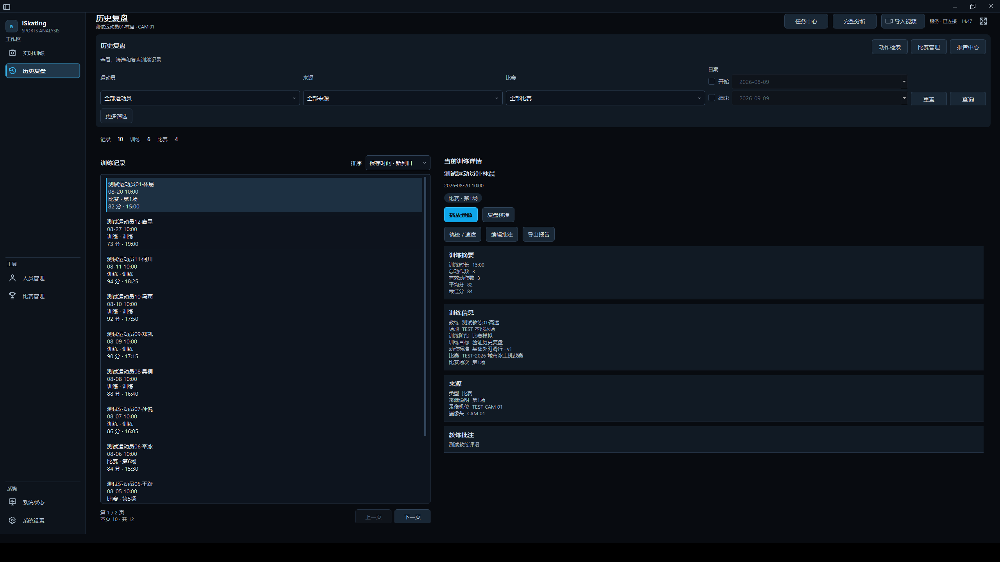 iS
iSkating
SPORTS ANALYSIS
工作区
实时训练
历史复盘
工具
人员管理
比赛管理
系统
系统状态
系统设置
历史复盘
测试运动员01·林晨 · CAM 01
任务中心
完整分析
导入视频
服务 · 已连接
14:47
历史复盘
查看、筛选和复盘训练记录
动作检索
比赛管理
报告中心
运动员
来源
比赛
日期
开始
2026-08-09
全部运动员
全部来源
全部比赛
结束
2026-09-09
重置
查询
更多筛选
记录 10 训练 6 比赛 4
训练记录
排序
保存时间 · 新到旧
测试运动员01·林晨
08-20 10:00
比赛 · 第1场
82 分 · 15:00
测试运动员12·唐星
08-27 10:00
训练 · 训练
73 分 · 19:00
测试运动员11·何川
08-11 10:00
训练 · 训练
94 分 · 18:25
测试运动员10·冯雨
08-10 10:00
训练 · 训练
92 分 · 17:50
测试运动员09·郑凯
08-09 10:00
训练 · 训练
90 分 · 17:15
测试运动员08·吴桐
08-08 10:00
训练 · 训练
88 分 · 16:40
测试运动员07·孙悦
08-07 10:00
训练 · 训练
86 分 · 16:05
测试运动员06·李冰
08-06 10:00
比赛 · 第6场
84 分 · 15:30
测试运动员05·王跃
08-05 10:00
比赛 · 第5场
第 1 / 2 页
本页 10 · 共 12
上一页
下一页
当前训练详情
测试运动员01·林晨
2026-08-20 10:00
比赛 · 第1场
播放录像
复盘校准
轨迹 / 速度
编辑批注
导出报告
训练摘要
训练时长 15:00
总动作数 3
有效动作数 3
平均分 82
最佳分 84
训练信息
教练 测试教练01·高远
场地 TEST 本地冰场
训练阶段 比赛模拟
训练目标 验证历史复盘
动作标准 基础外刃滑行 · v1
比赛 TEST-2026 城市冰上挑战赛
比赛场次 第1场
来源
类型 比赛
来源说明 第1场
录像机位 TEST CAM 01
摄像头 CAM 01
教练批注
测试教练评语